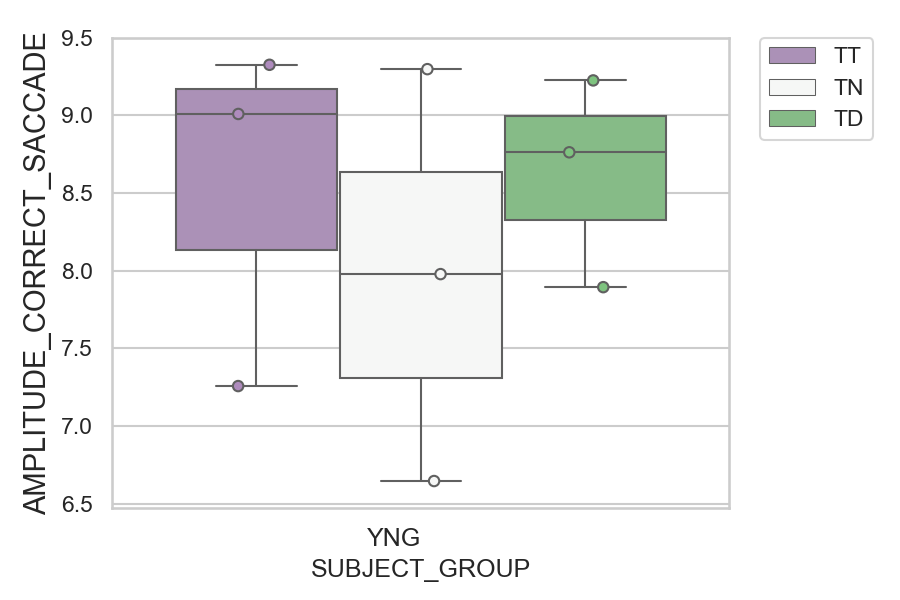 AMPLITUDE_CORRECT_SACCADE
9.5
9.0
8.5
8.0
7.5
7.0
6.5
YNG
SUBJECT_GROUP
TT
TN
TD